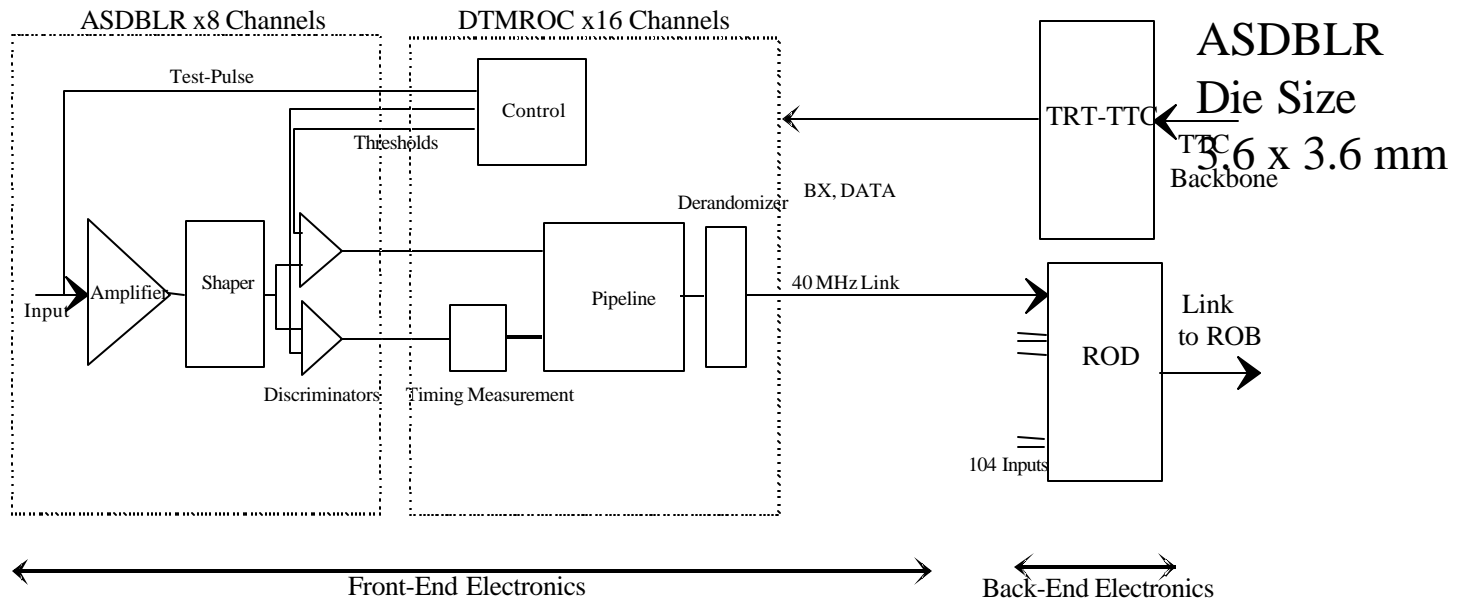 ASDBLR x8 Channels
DTMROC x16 Channels
ASDBLR
Die Size
3.6 x 3.6 mm
Test-Pulse
Control
Thresholds
TRT-TTC
TTC
Backbone
BX, DATA
Derandomizer
Input
Amplifier
Shaper
Pipeline
40 MHz Link
Link
to ROB
ROD
Discriminators
Timing Measurement
104 Inputs
Front-End Electronics
Back-End Electronics